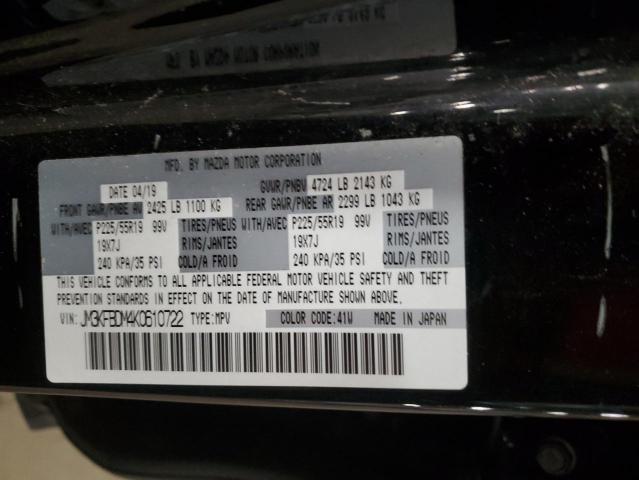 MFD. BY MAZDA MOTOR CORPORATION
DATE 04/19 GVWR/PNBV 4724 LB 2143 KG
FRONT GAWR/PNBE AV 2425 LB 1100 KG REAR GAWR/PNBE AR 2299 LB 1043 KG
WITH/AVEC P225/55R19 99V TIRES/PNEUS WITH/AVEC P225/55R19 99V TIRES/PNEUS
19X7J RIMS/JANTES 19X7J RIMS/JANTES
240 KPA/35 PSI COLD/A FROID 240 KPA/35 PSI COLD/A FROID
THIS VEHICLE CONFORMS TO ALL APPLICABLE FEDERAL MOTOR VEHICLE SAFETY AND THEFT
PREVENTION STANDARDS IN EFFECT ON THE DATE OF MANUFACTURE SHOWN ABOVE.
VIN: JM3KFBDM4K0610722 TYPE:MPV COLOR CODE:41W MADE IN JAPAN